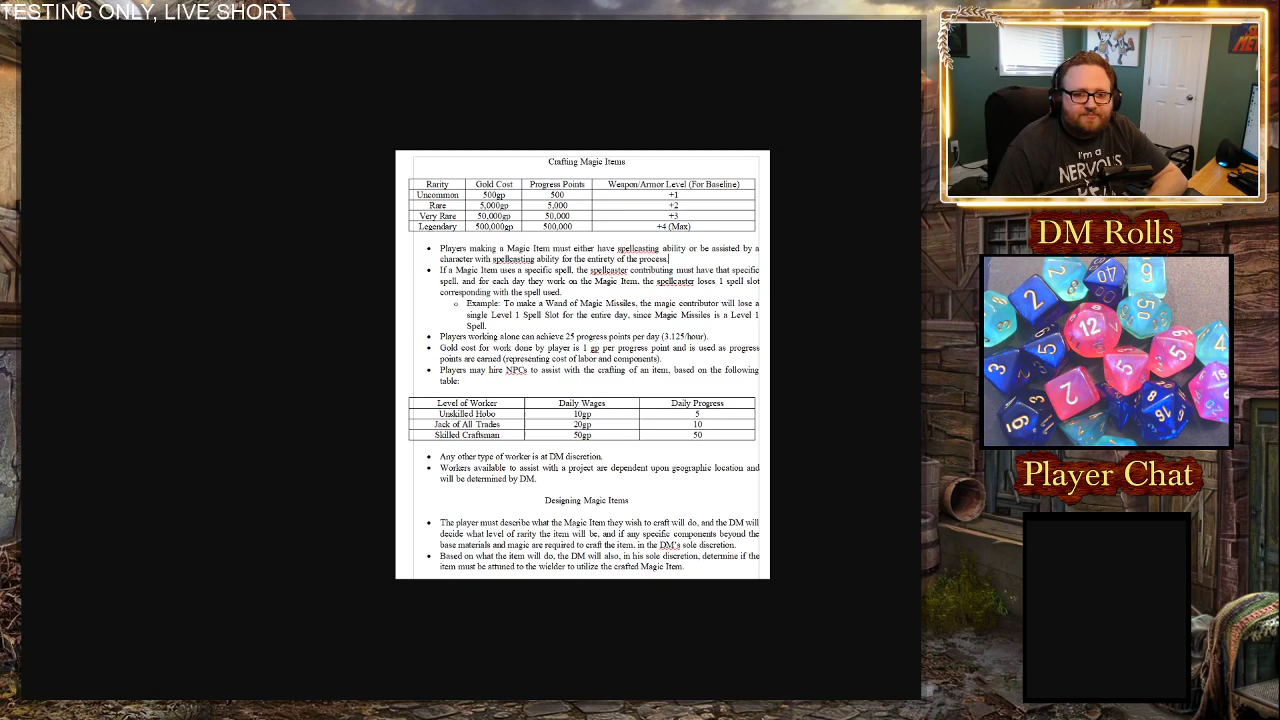 TESTING ONLY, LIVE SHORT
Crafting Magic Items
Rarity Gold Cost Progress Points Weapon/Armor Level (For Baseline)
Uncommon 500gp 500 +1
Rare 5,000gp 5,000 +2
Very Rare 50,000gp 50,000 +3
Legendary 500,000gp 500,000 +4 (Max)
• Players making a Magic Item must either have spellcasting ability or be assisted by a
character with spellcasting ability for the entirety of the process.
• If a Magic Item uses a specific spell, the spellcaster contributing must have that specific
spell, and for each day they work on the Magic Item, the spellcaster loses 1 spell slot
corresponding with the spell used.
o Example: To make a Wand of Magic Missiles, the magic contributor will lose a
single Level 1 Spell Slot for the entire day, since Magic Missiles is a Level 1
Spell.
• Players working alone can achieve 25 progress points per day (3.125/hour).
• Gold cost for work done by player is 1 gp per progress point and is used as progress
points are earned (representing cost of labor and components).
• Players may hire NPCs to assist with the crafting of an item, based on the following
table:
Level of Worker Daily Wages Daily Progress
Unskilled Hobo 10gp 5
Jack of All Trades 20gp 10
Skilled Craftsman 50gp 50
• Any other type of worker is at DM discretion.
• Workers available to assist with a project are dependent upon geographic location and
will be determined by DM.
Designing Magic Items
• The player must describe what the Magic Item they wish to craft will do, and the DM will
decide what level of rarity the item will be, and if any specific components beyond the
base materials and magic are required to craft the item, in the DM's sole discretion.
• Based on what the item will do, the DM will also, in his sole discretion, determine if the
item must be attuned to the wielder to utilize the crafted Magic Item.
I'm a
NERVOUS
DM Rolls
2
40
6
2
50
12
3
5
5
5
4
2
16
Player Chat